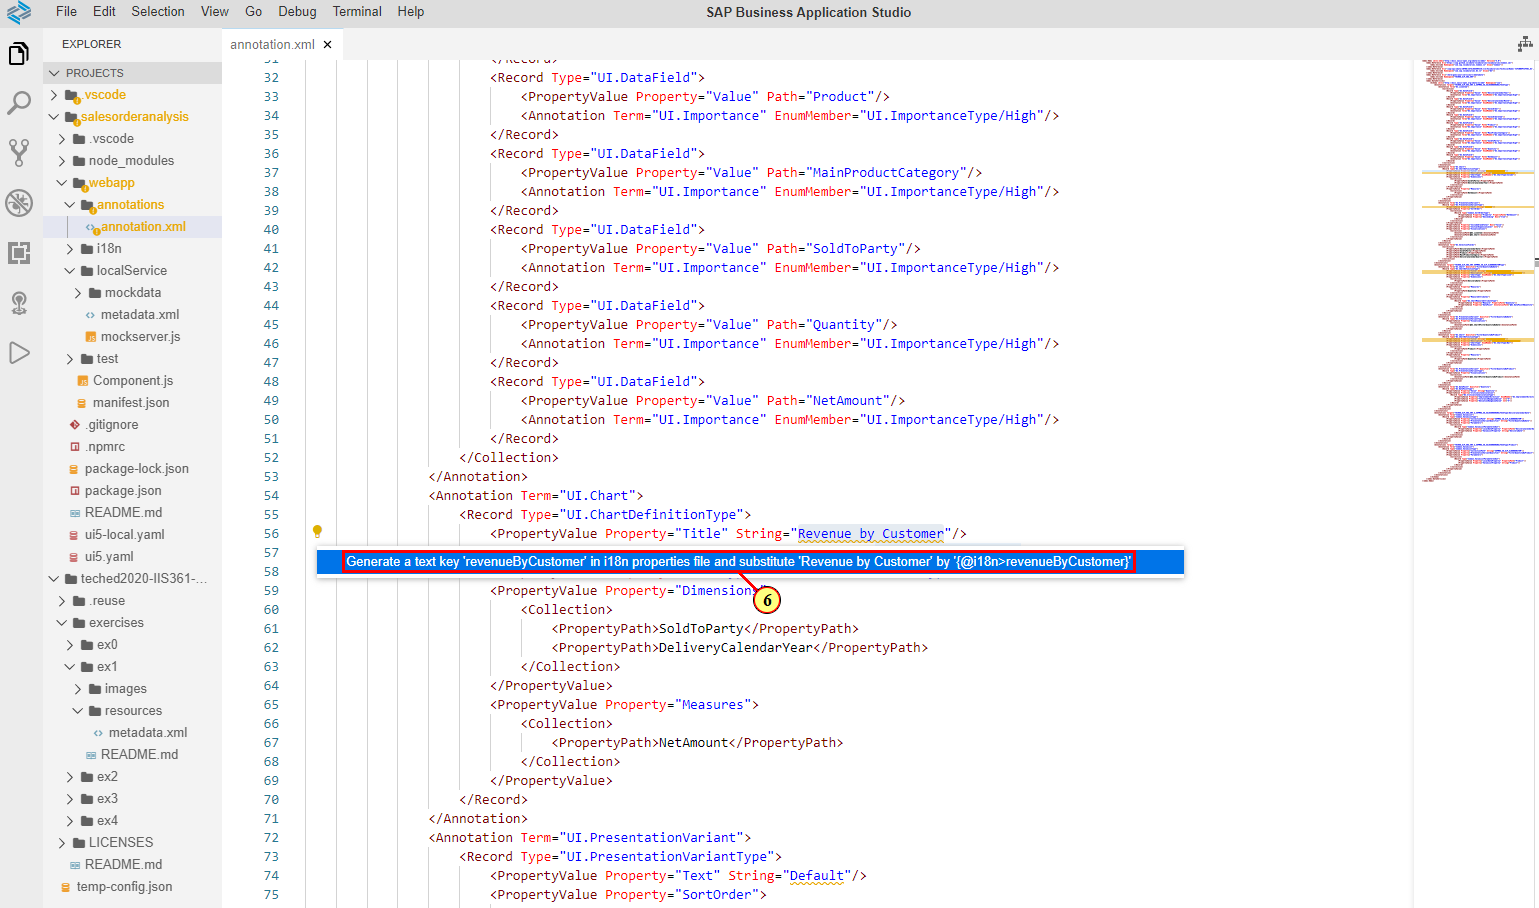 File Edit Selection View Go Debug Terminal Help
SAP Business Application Studio
EXPLORER
PROJECTS
.vscode
salesorderanalysis
.vscode
node_modules
webapp
annotations
annotation.xml
i18n
localService
mockdata
metadata.xml
mockserver.js
test
Component.js
manifest.json
.gitignore
.npmrc
package-lock.json
package.json
README.md
ui5-local.yaml
ui5.yaml
teched2020-IIS361-...
.reuse
exercises
ex0
ex1
images
resources
metadata.xml
README.md
ex2
ex3
ex4
LICENSES
README.md
temp-config.json
annotation.xml ×
31 </Record>
32 <Record Type="UI.DataField">
33 <PropertyValue Property="Value" Path="Product"/>
34 <Annotation Term="UI.Importance" EnumMember="UI.ImportanceType/High"/>
35 </Record>
36 <Record Type="UI.DataField">
37 <PropertyValue Property="Value" Path="MainProductCategory"/>
38 <Annotation Term="UI.Importance" EnumMember="UI.ImportanceType/High"/>
39 </Record>
40 <Record Type="UI.DataField">
41 <PropertyValue Property="Value" Path="SoldToParty"/>
42 <Annotation Term="UI.Importance" EnumMember="UI.ImportanceType/High"/>
43 </Record>
44 <Record Type="UI.DataField">
45 <PropertyValue Property="Value" Path="Quantity"/>
46 <Annotation Term="UI.Importance" EnumMember="UI.ImportanceType/High"/>
47 </Record>
48 <Record Type="UI.DataField">
49 <PropertyValue Property="Value" Path="NetAmount"/>
50 <Annotation Term="UI.Importance" EnumMember="UI.ImportanceType/High"/>
51 </Record>
52 </Collection>
53 </Annotation>
54 <Annotation Term="UI.Chart">
55 <Record Type="UI.ChartDefinitionType">
56 <PropertyValue Property="Title" String="Revenue by Customer"/>
57
Generate a text key 'revenueByCustomer' in i18n properties file and substitute 'Revenue by Customer' by '{@i18n>revenueByCustomer}'
58
6
59 <PropertyValue Property="Dimensions">
60 <Collection>
61 <PropertyPath>SoldToParty</PropertyPath>
62 <PropertyPath>DeliveryCalendarYear</PropertyPath>
63 </Collection>
64 </PropertyValue>
65 <PropertyValue Property="Measures">
66 <Collection>
67 <PropertyPath>NetAmount</PropertyPath>
68 </Collection>
69 </PropertyValue>
70 </Record>
71 </Annotation>
72 <Annotation Term="UI.PresentationVariant">
73 <Record Type="UI.PresentationVariantType">
74 <PropertyValue Property="Text" String="Default"/>
75 <PropertyValue Property="SortOrder">